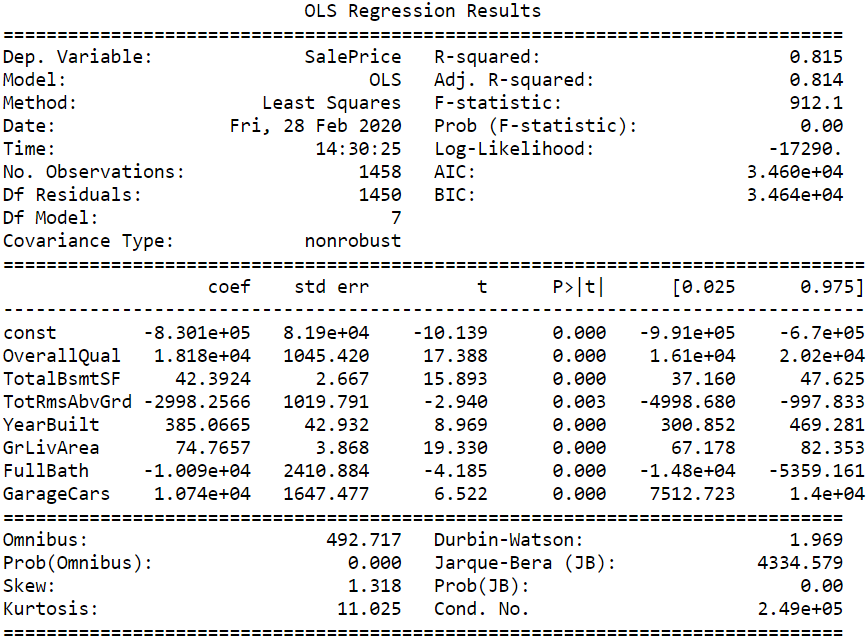 OLS Regression Results
==============================================================================
Dep. Variable:              SalePrice   R-squared:                       0.815
Model:                            OLS   Adj. R-squared:                  0.814
Method:                 Least Squares   F-statistic:                     912.1
Date:                Fri, 28 Feb 2020   Prob (F-statistic):               0.00
Time:                        14:30:25   Log-Likelihood:                -17290.
No. Observations:                1458   AIC:                         3.460e+04
Df Residuals:                    1450   BIC:                         3.464e+04
Df Model:                           7
Covariance Type:            nonrobust
================================================================================
                   coef    std err          t      P>|t|      [0.025      0.975]
--------------------------------------------------------------------------------
const        -8.301e+05   8.19e+04    -10.139      0.000   -9.91e+05    -6.7e+05
OverallQual   1.818e+04   1045.420     17.388      0.000    1.61e+04    2.02e+04
TotalBsmtSF     42.3924      2.667     15.893      0.000      37.160      47.625
TotRmsAbvGrd -2998.2566   1019.791     -2.940      0.003   -4998.680    -997.833
YearBuilt      385.0665     42.932      8.969      0.000     300.852     469.281
GrLivArea       74.7657      3.868     19.330      0.000      67.178      82.353
FullBath     -1.009e+04   2410.884     -4.185      0.000   -1.48e+04   -5359.161
GarageCars    1.074e+04   1647.477      6.522      0.000    7512.723     1.4e+04
==============================================================================
Omnibus:                      492.717   Durbin-Watson:                   1.969
Prob(Omnibus):                  0.000   Jarque-Bera (JB):             4334.579
Skew:                           1.318   Prob(JB):                         0.00
Kurtosis:                      11.025   Cond. No.                     2.49e+05
==============================================================================